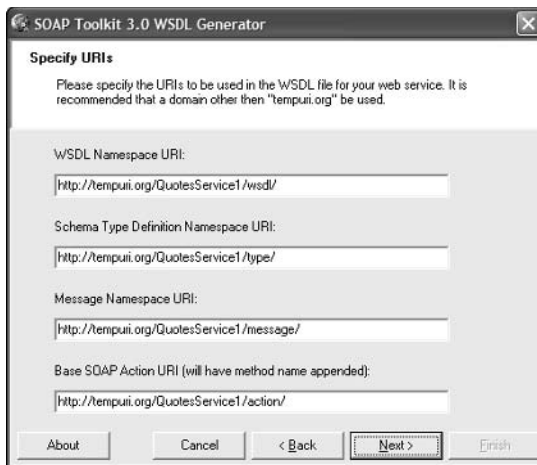 SOAP Toolkit 3.0 WSDL Generator
Specify URIs
Please specify the URIs to be used in the WSDL file for your web service. It is
recommended that a domain other then "tempuri.org" be used.
WSDL Namespace URI:
http://tempuri.org/QuotesService1/wsdl/
Schema Type Definition Namespace URI:
http://tempuri.org/QuotesService1/type/
Message Namespace URI:
http://tempuri.org/QuotesService1/message/
Base SOAP Action URI (will have method name appended):
http://tempuri.org/QuotesService1/action/
About Cancel < Back Next > Finish